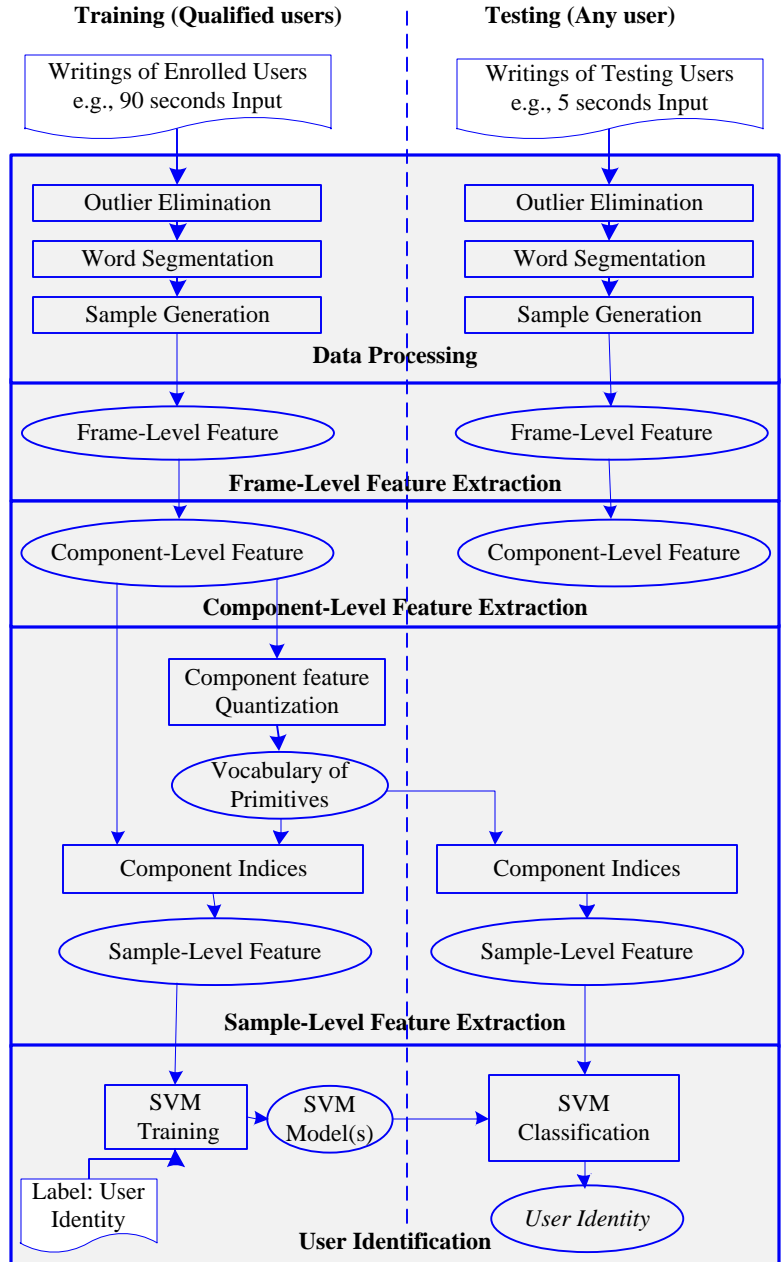 Training (Qualified users)
Testing (Any user)
Writings of Enrolled Users
e.g., 90 seconds Input
Writings of Testing Users
e.g., 5 seconds Input
Outlier Elimination
Outlier Elimination
Word Segmentation
Word Segmentation
Sample Generation
Sample Generation
Data Processing
Frame-Level Feature
Frame-Level Feature
Frame-Level Feature Extraction
Component-Level Feature
Component-Level Feature
Component-Level Feature Extraction
Component feature
Quantization
Vocabulary of
Primitives
Component Indices
Component Indices
Sample-Level Feature
Sample-Level Feature
Sample-Level Feature Extraction
SVM
Training
SVM
Model(s)
SVM
Classification
Label: User
Identity
User Identity
User Identification